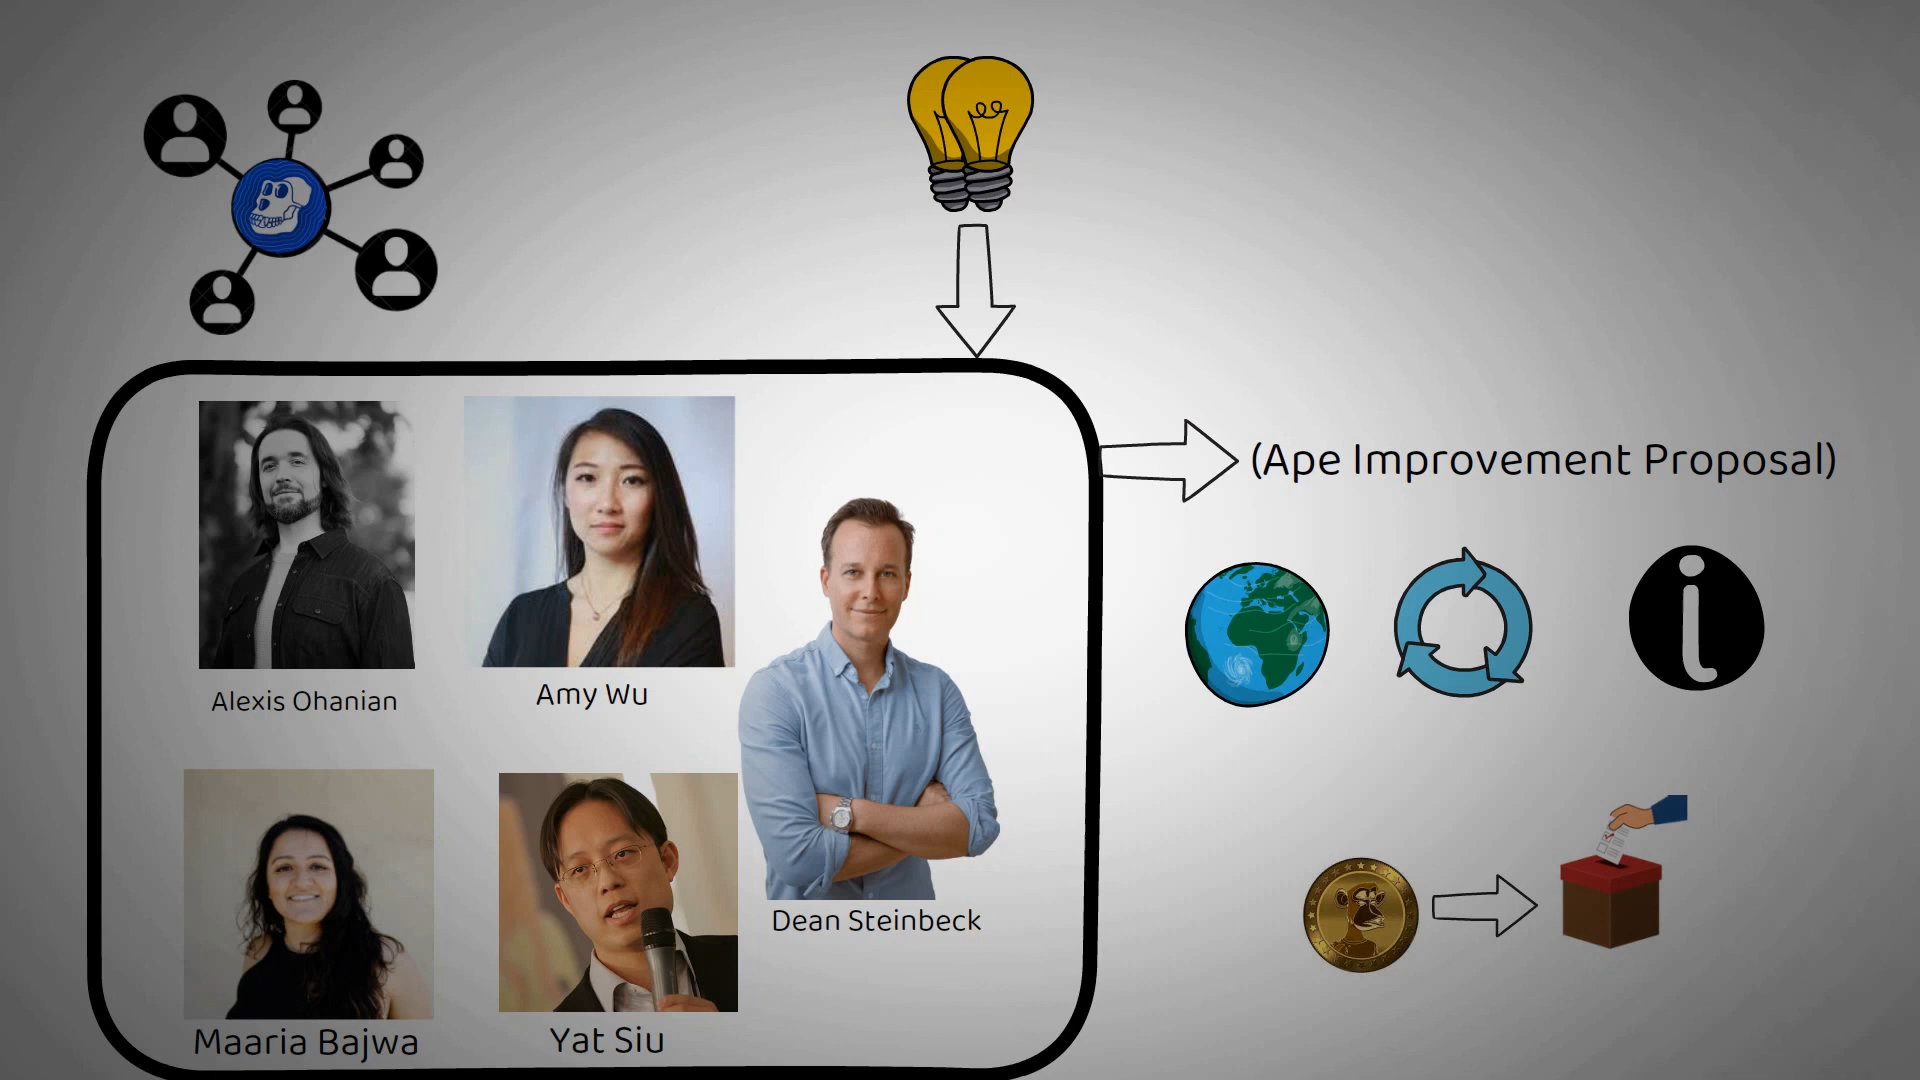 (Ape Improvement Proposal)
Alexis Ohanian
Amy Wu
Dean Steinbeck
Maaria Bajwa
Yat Siu